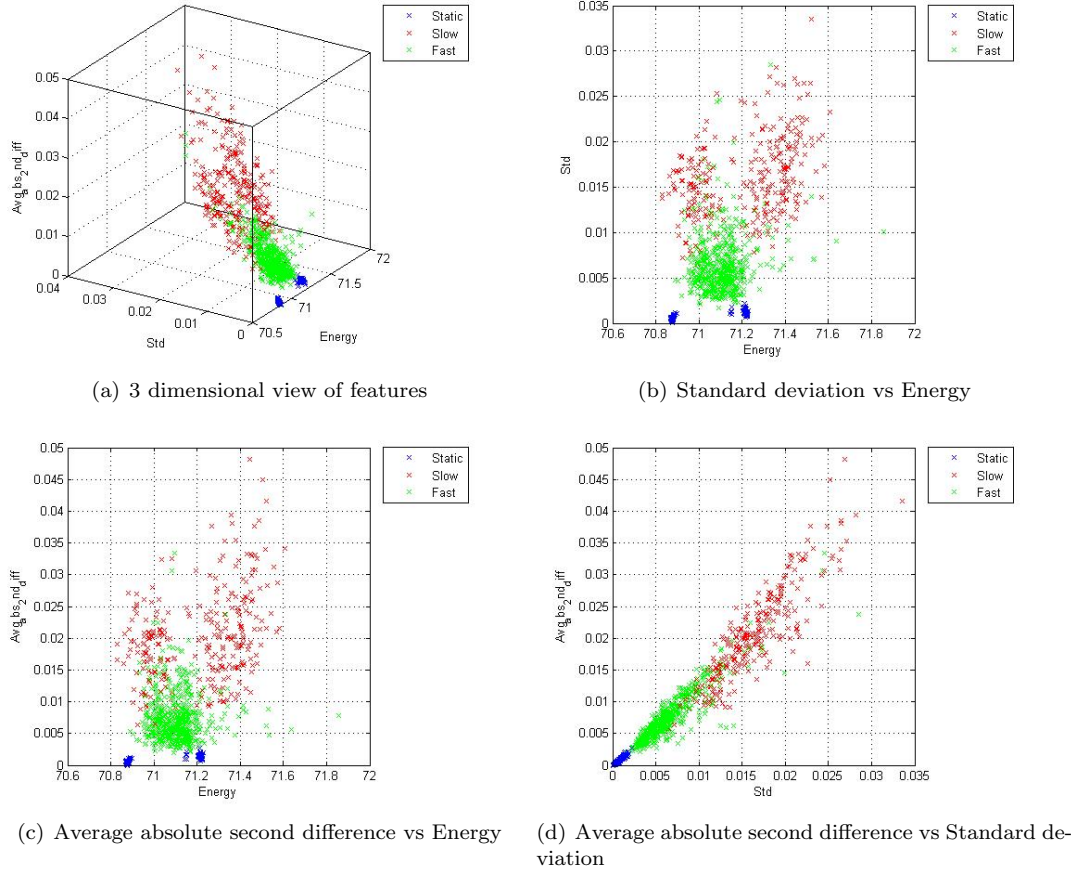 Static
Slow
Fast
0.05
0.04
0.03
0.02
0.01
0
Avg_abs_2nd_diff
0.04
0.03
0.02
0.01
0
Std
70.5
71
71.5
72
Energy
(a) 3 dimensional view of features
Static
Slow
Fast
0.035
0.03
0.025
0.02
0.015
0.01
0.005
0
Std
70.6 70.8 71 71.2 71.4 71.6 71.8 72
Energy
(b) Standard deviation vs Energy
Static
Slow
Fast
0.05
0.045
0.04
0.035
0.03
0.025
0.02
0.015
0.01
0.005
0
Avg_abs_2nd_diff
70.6 70.8 71 71.2 71.4 71.6 71.8 72
Energy
(c) Average absolute second difference vs Energy
Static
Slow
Fast
0.05
0.045
0.04
0.035
0.03
0.025
0.02
0.015
0.01
0.005
0
Avg_abs_2nd_diff
0 0.005 0.01 0.015 0.02 0.025 0.03 0.035
Std
(d) Average absolute second difference vs Standard de-
viation